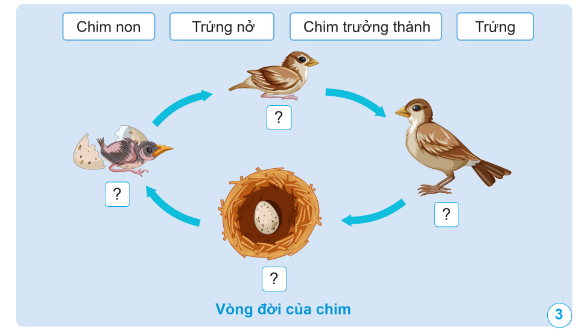 Chim non
Trứng nở
Chim trưởng thành
Trứng
?
?
?
?
Vòng đời của chim
3